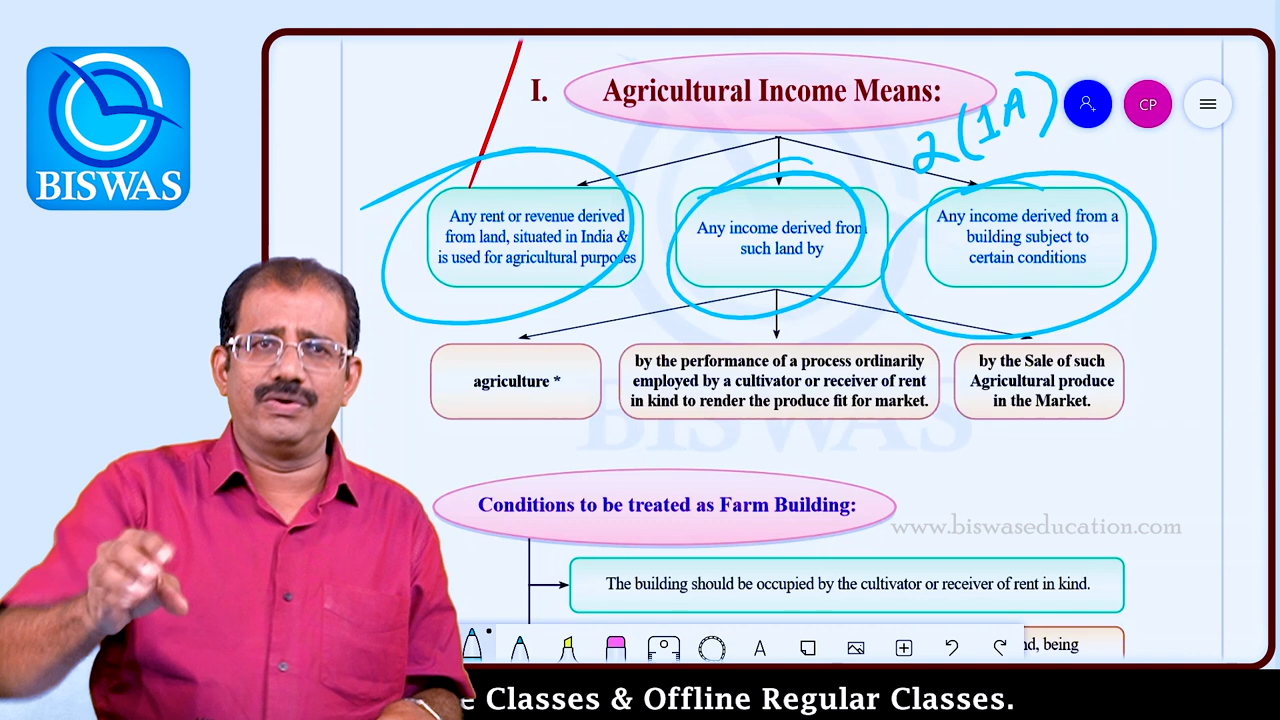 BISWAS
I. Agricultural Income Means:
2(1A)
CP
Any rent or revenue derived
from land, situated in India &
is used for agricultural purposes
Any income derived from
such land by
Any income derived from a
building subject to
certain conditions
agriculture *
by the performance of a process ordinarily
employed by a cultivator or receiver of rent
in kind to render the produce fit for market.
by the Sale of such
Agricultural produce
in the Market.
BISWAS
Conditions to be treated as Farm Building:
www.biswaseducation.com
The building should be occupied by the cultivator or receiver of rent in kind.
being
A
Classes & Offline Regular Classes.